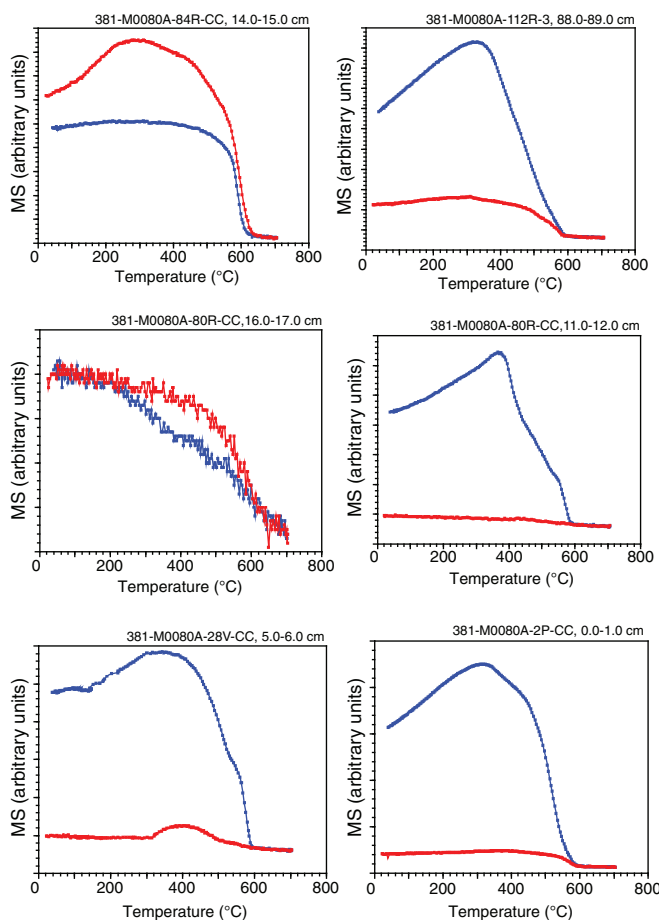 381-M0080A-84R-CC, 14.0-15.0 cm
MS (arbitrary units)
0 200 400 600 800
Temperature (°C)
381-M0080A-112R-3, 88.0-89.0 cm
MS (arbitrary units)
0 200 400 600 800
Temperature (°C)
381-M0080A-80R-CC,16.0-17.0 cm
MS (arbitrary units)
0 200 400 600 800
Temperature (°C)
381-M0080A-80R-CC,11.0-12.0 cm
MS (arbitrary units)
0 200 400 600 800
Temperature (°C)
381-M0080A-28V-CC, 5.0-6.0 cm
MS (arbitrary units)
0 200 400 600 800
Temperature (°C)
381-M0080A-2P-CC, 0.0-1.0 cm
MS (arbitrary units)
0 200 400 600 800
Temperature (°C)